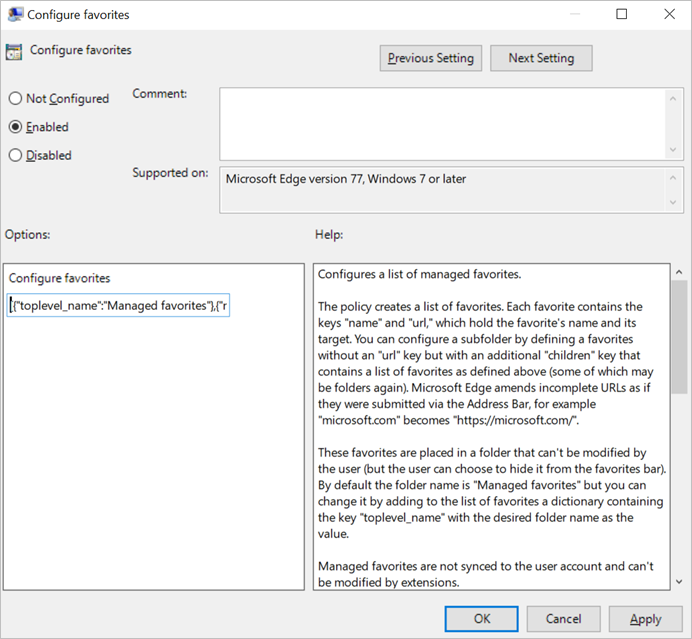 Configure favorites
Configure favorites
Previous Setting
Next Setting
Not Configured
Comment:
Enabled
Disabled
Supported on:
Microsoft Edge version 77, Windows 7 or later
Options:
Help:
Configure favorites
[{"toplevel_name":"Managed favorites"},{"r
Configures a list of managed favorites.
The policy creates a list of favorites. Each favorite contains the
keys "name" and "url," which hold the favorite's name and its
target. You can configure a subfolder by defining a favorites
without an "url" key but with an additional "children" key that
contains a list of favorites as defined above (some of which may
be folders again). Microsoft Edge amends incomplete URLs as if
they were submitted via the Address Bar, for example
"microsoft.com" becomes "https://microsoft.com/".
These favorites are placed in a folder that can't be modified by
the user (but the user can choose to hide it from the favorites bar).
By default the folder name is "Managed favorites" but you can
change it by adding to the list of favorites a dictionary containing
the key "toplevel_name" with the desired folder name as the
value.
Managed favorites are not synced to the user account and can't
be modified by extensions.
OK
Cancel
Apply